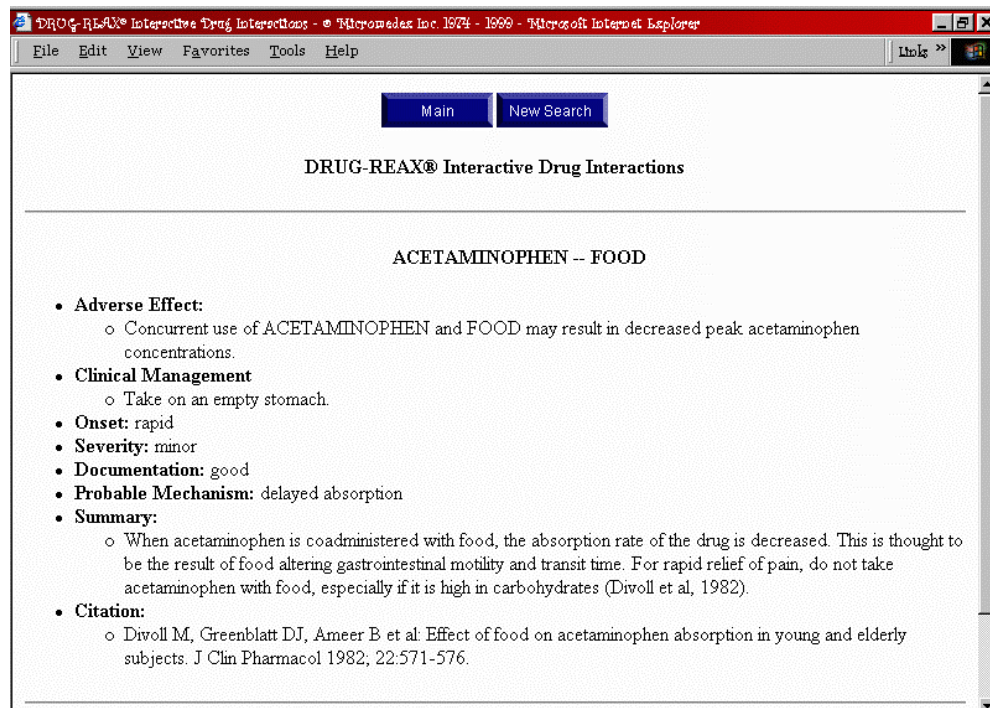 DRUG-REAX® Interactive Drug Interactions - © Micromedex Inc. 1974 - 1999 - Microsoft Internet Explorer
File Edit View Favorites Tools Help Links »
Main New Search
DRUG-REAX® Interactive Drug Interactions
ACETAMINOPHEN -- FOOD
• Adverse Effect:
o Concurrent use of ACETAMINOPHEN and FOOD may result in decreased peak acetaminophen
concentrations.
• Clinical Management
o Take on an empty stomach.
• Onset: rapid
• Severity: minor
• Documentation: good
• Probable Mechanism: delayed absorption
• Summary:
o When acetaminophen is coadministered with food, the absorption rate of the drug is decreased. This is thought to
be the result of food altering gastrointestinal motility and transit time. For rapid relief of pain, do not take
acetaminophen with food, especially if it is high in carbohydrates (Divoll et al, 1982).
• Citation:
o Divoll M, Greenblatt DJ, Ameer B et al: Effect of food on acetaminophen absorption in young and elderly
subjects. J Clin Pharmacol 1982; 22:571-576.